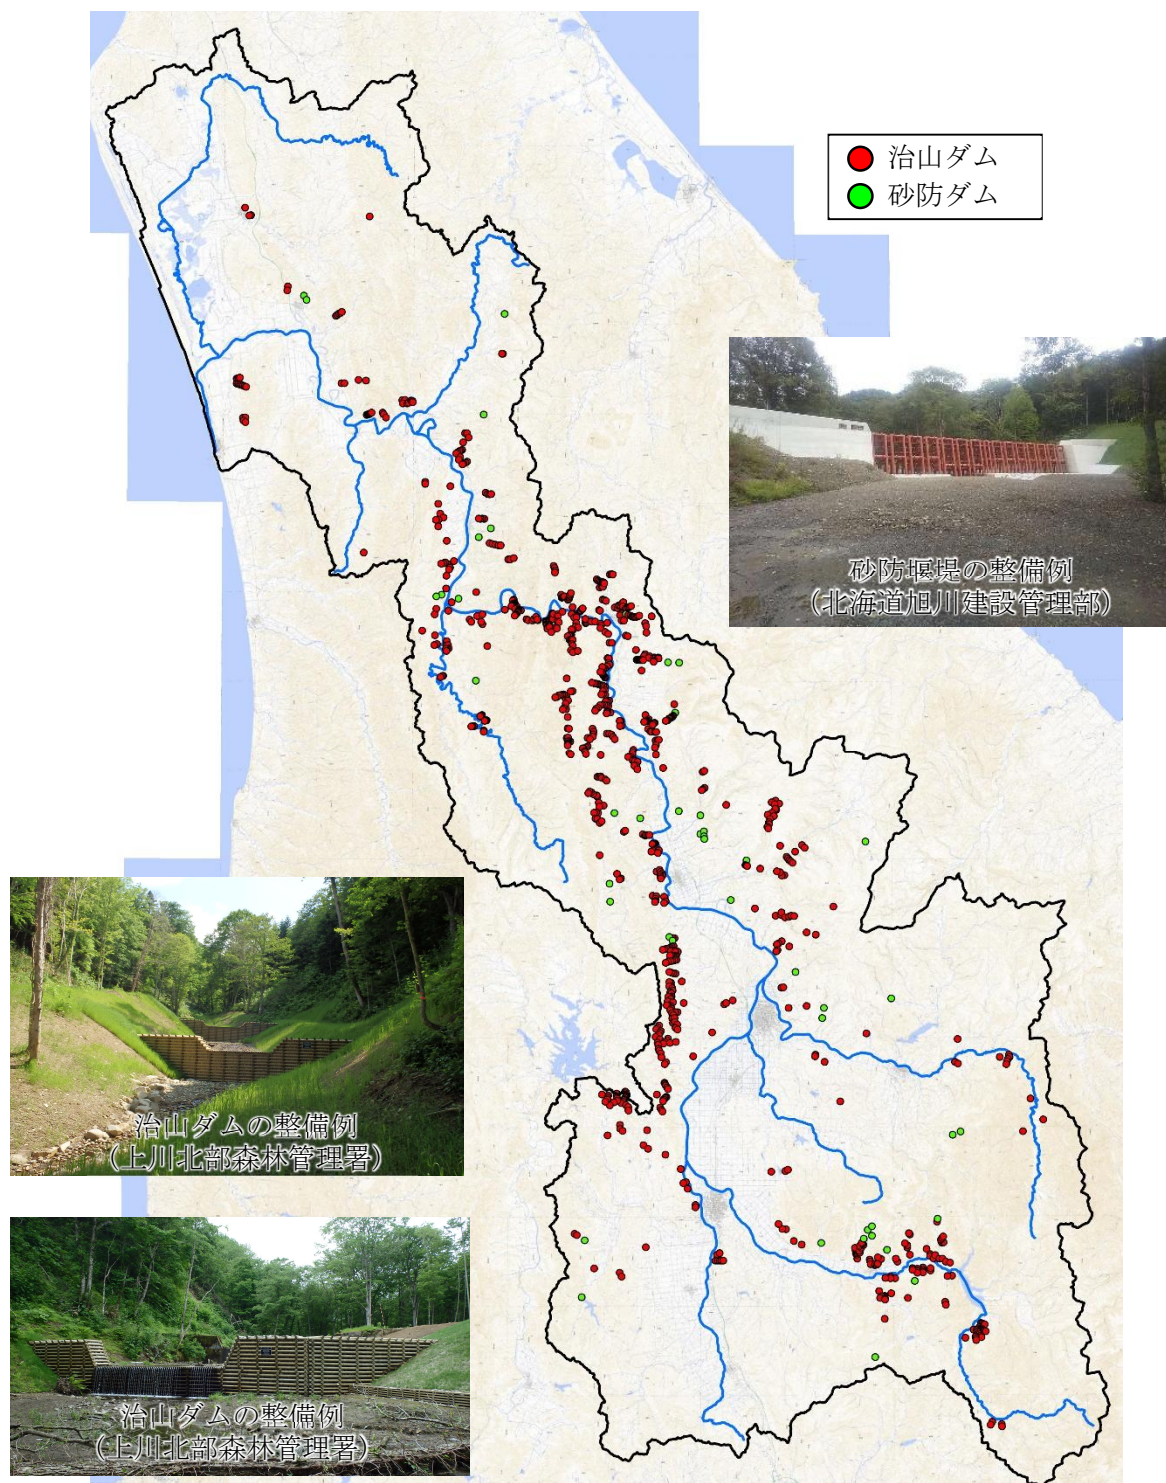 治山ダム
砂防ダム
砂防堰堤の整備例
（北海道旭川建設管理部）
治山ダムの整備例
（上川北部森林管理署）
治山ダムの整備例
（上川北部森林管理署）